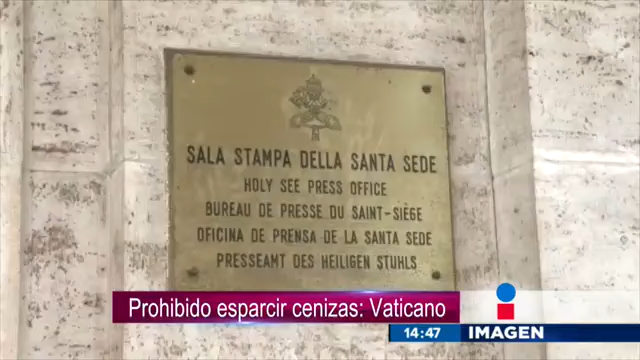 SALA STAMPA DELLA SANTA SEDE
HOLY SEE PRESS OFFICE
BUREAU DE PRESSE DU SAINT-SIÈGE
OFICINA DE PRENSA DE LA SANTA SEDE
PRESSEAMT DES HEILIGEN STUHLS
Prohibido esparcir cenizas: Vaticano
14:47 IMAGEN